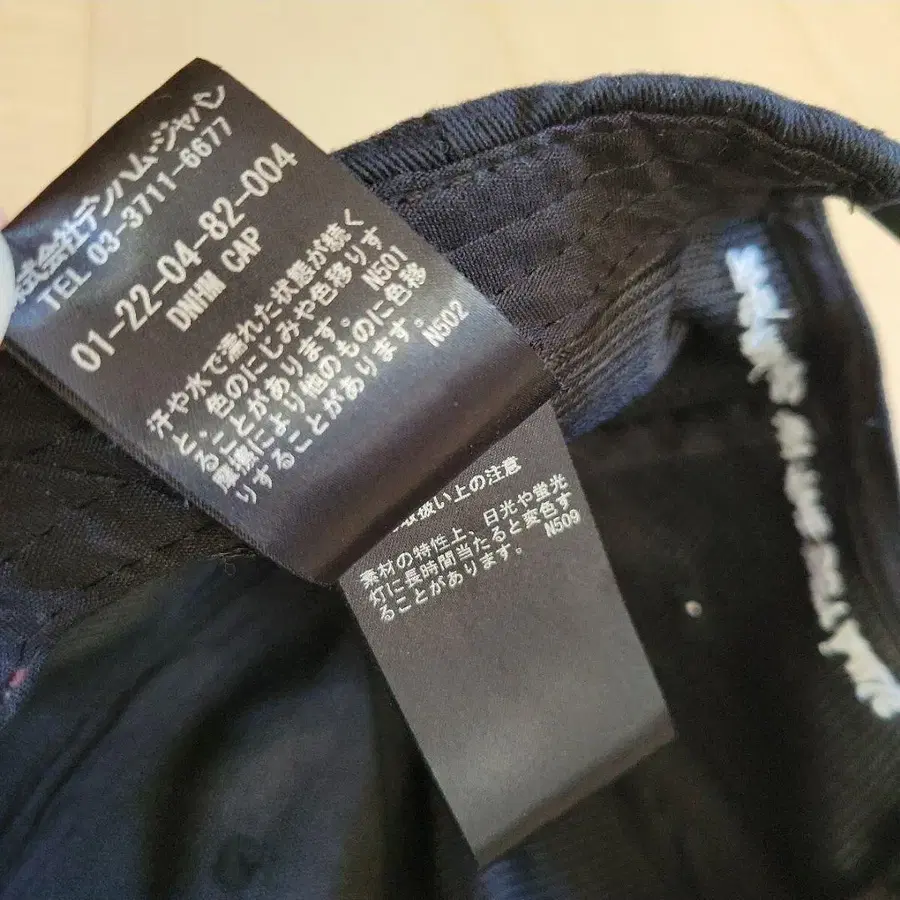 株式会社デンハム・ジャパン
TEL 03-3711-6677
01-22-04-82-004
DNHM CAP
汗や水で濡れた状態が続く
と、色のにじみや色移りす
ることがあります。 N501
摩擦により他のものに色移
りすることがあります。 N502
取扱い上の注意
素材の特性上、日光や蛍光
灯に長時間当たると変色す
ることがあります。 N509